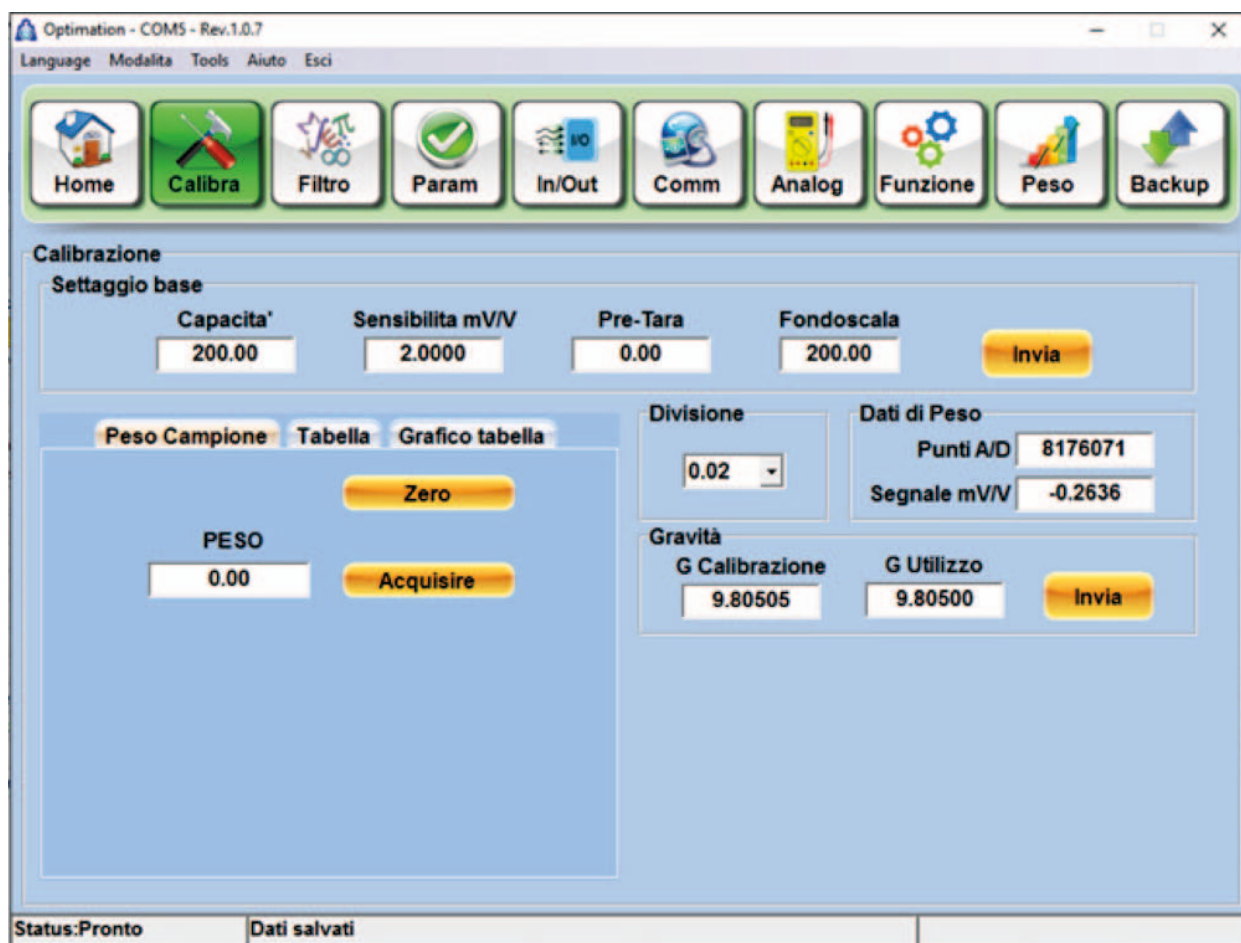 Optimation - COM5 - Rev.1.0.7
Language Modalita Tools Aiuto Esci
I/O
Home Calibra Filtro Param In/Out Comm Analog Funzione Peso Backup
Calibrazione
Settaggio base
Capacita' Sensibilita mV/V Pre-Tara Fondoscala
200.00 2.0000 0.00 200.00 Invia
Peso Campione Tabella Grafico tabella
Zero
PESO
0.00 Acquisire
Divisione
0.02
Dati di Peso
Punti A/D 8176071
Segnale mV/V -0.2636
Gravità
G Calibrazione G Utilizzo
9.80505 9.80500 Invia
Status:Pronto Dati salvati